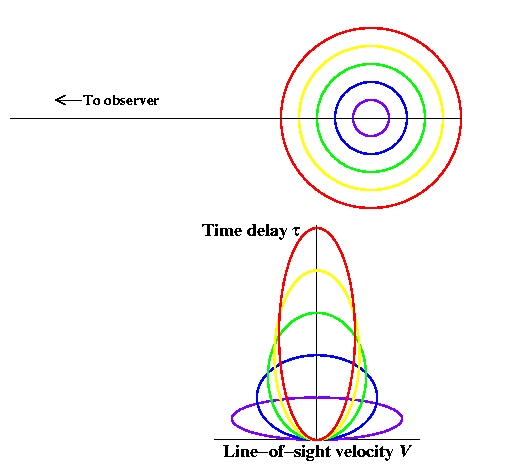 To observer
Time delay τ
Line–of–sight velocity V